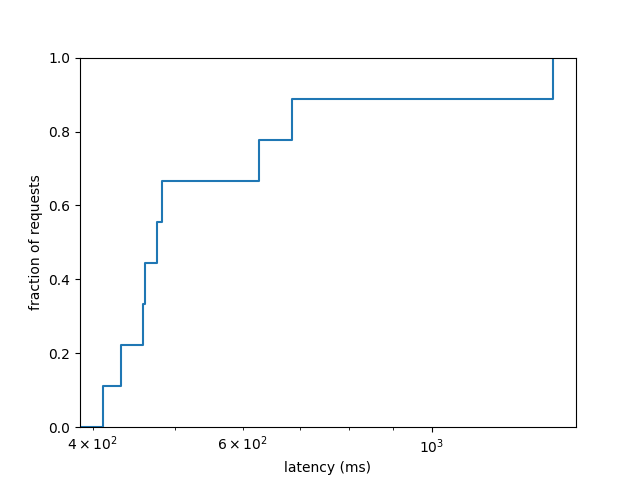 1.0
0.8
0.6
0.4
0.2
0.0
fraction of requests
4 × 10² 6 × 10² 10³
latency (ms)